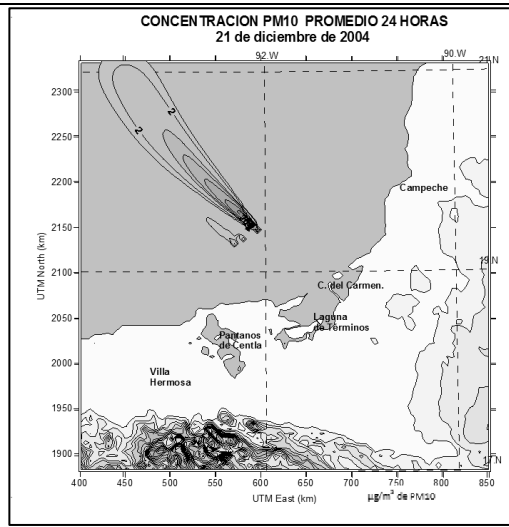 CONCENTRACION PM10 PROMEDIO 24 HORAS
21 de diciembre de 2004
92.W
90.W
21 N
2300
2250
2200
2150
2100
2050
2000
1950
1900
UTM North (km)
2
2
Campeche
19 N
C. del Carmen.
Laguna
de Términos
Pantanos
de Centla
Villa
Hermosa
17 N
400
450
500
550
600
650
700
750
800
850
UTM East (km)
µg/m³ de PM10